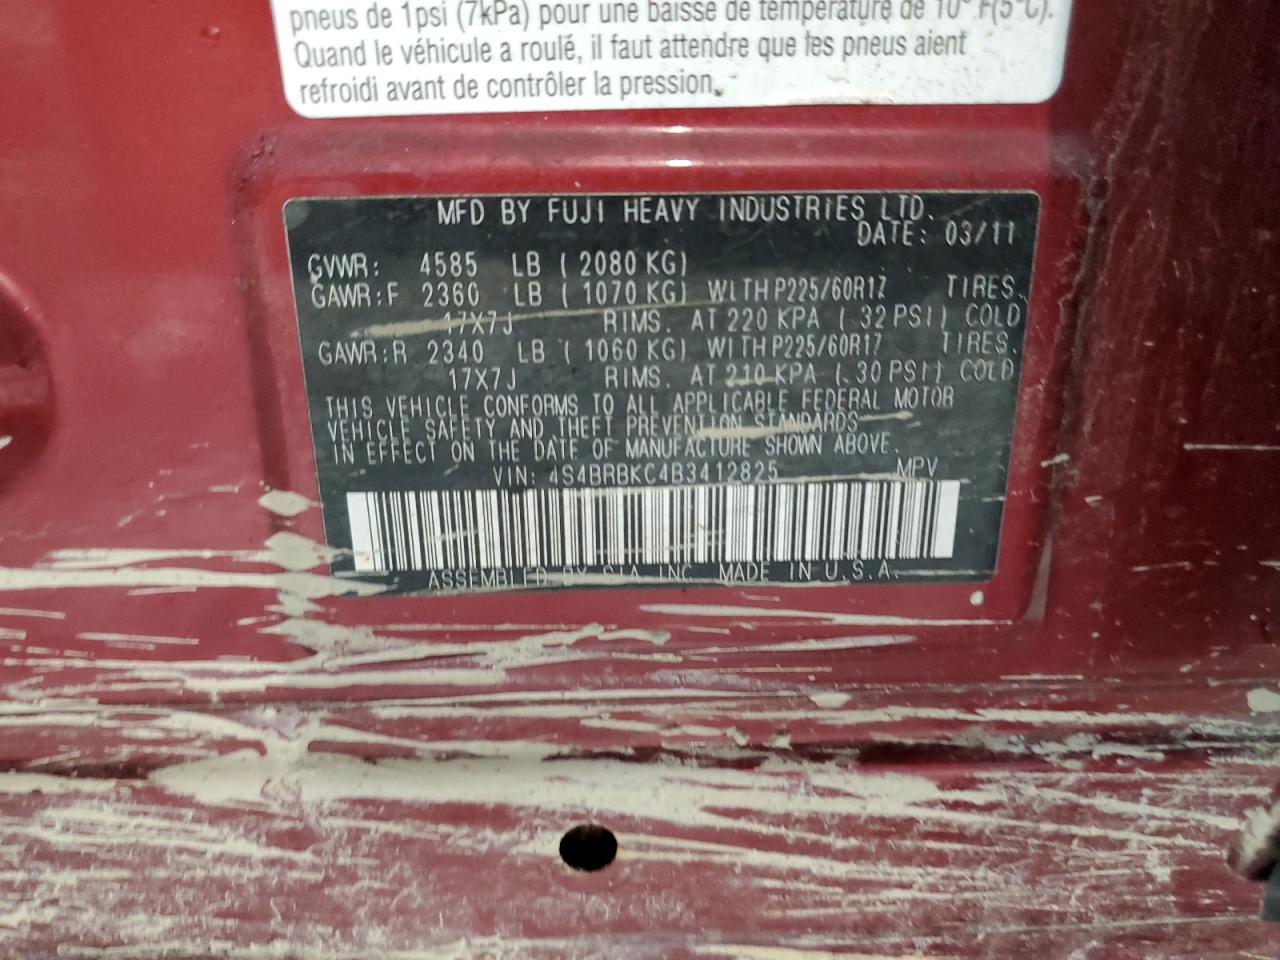 pneus de 1psi (7kPa) pour une baisse de température de 10° F(5°C).
Quand le véhicule a roulé, il faut attendre que les pneus aient
refroidi avant de contrôler la pression.
MFD BY FUJI HEAVY INDUSTRIES LTD.
DATE: 03/11
GVWR: 4585 LB ( 2080 KG)
GAWR:F 2360 LB ( 1070 KG) WITH P225/60R17 TIRES.
17X7J RIMS. AT 220 KPA ( 32 PSI) COLD
GAWR:R 2340 LB ( 1060 KG) WITH P225/60R17 TIRES.
17X7J RIMS. AT 210 KPA ( 30 PSI) COLD
THIS VEHICLE CONFORMS TO ALL APPLICABLE FEDERAL MOTOR
VEHICLE SAFETY AND THEFT PREVENTION STANDARDS
IN EFFECT ON THE DATE OF MANUFACTURE SHOWN ABOVE.
VIN: 4S4BRBKC4B3412825 MPV
ASSEMBLED BY SIA INC. MADE IN U.S.A.